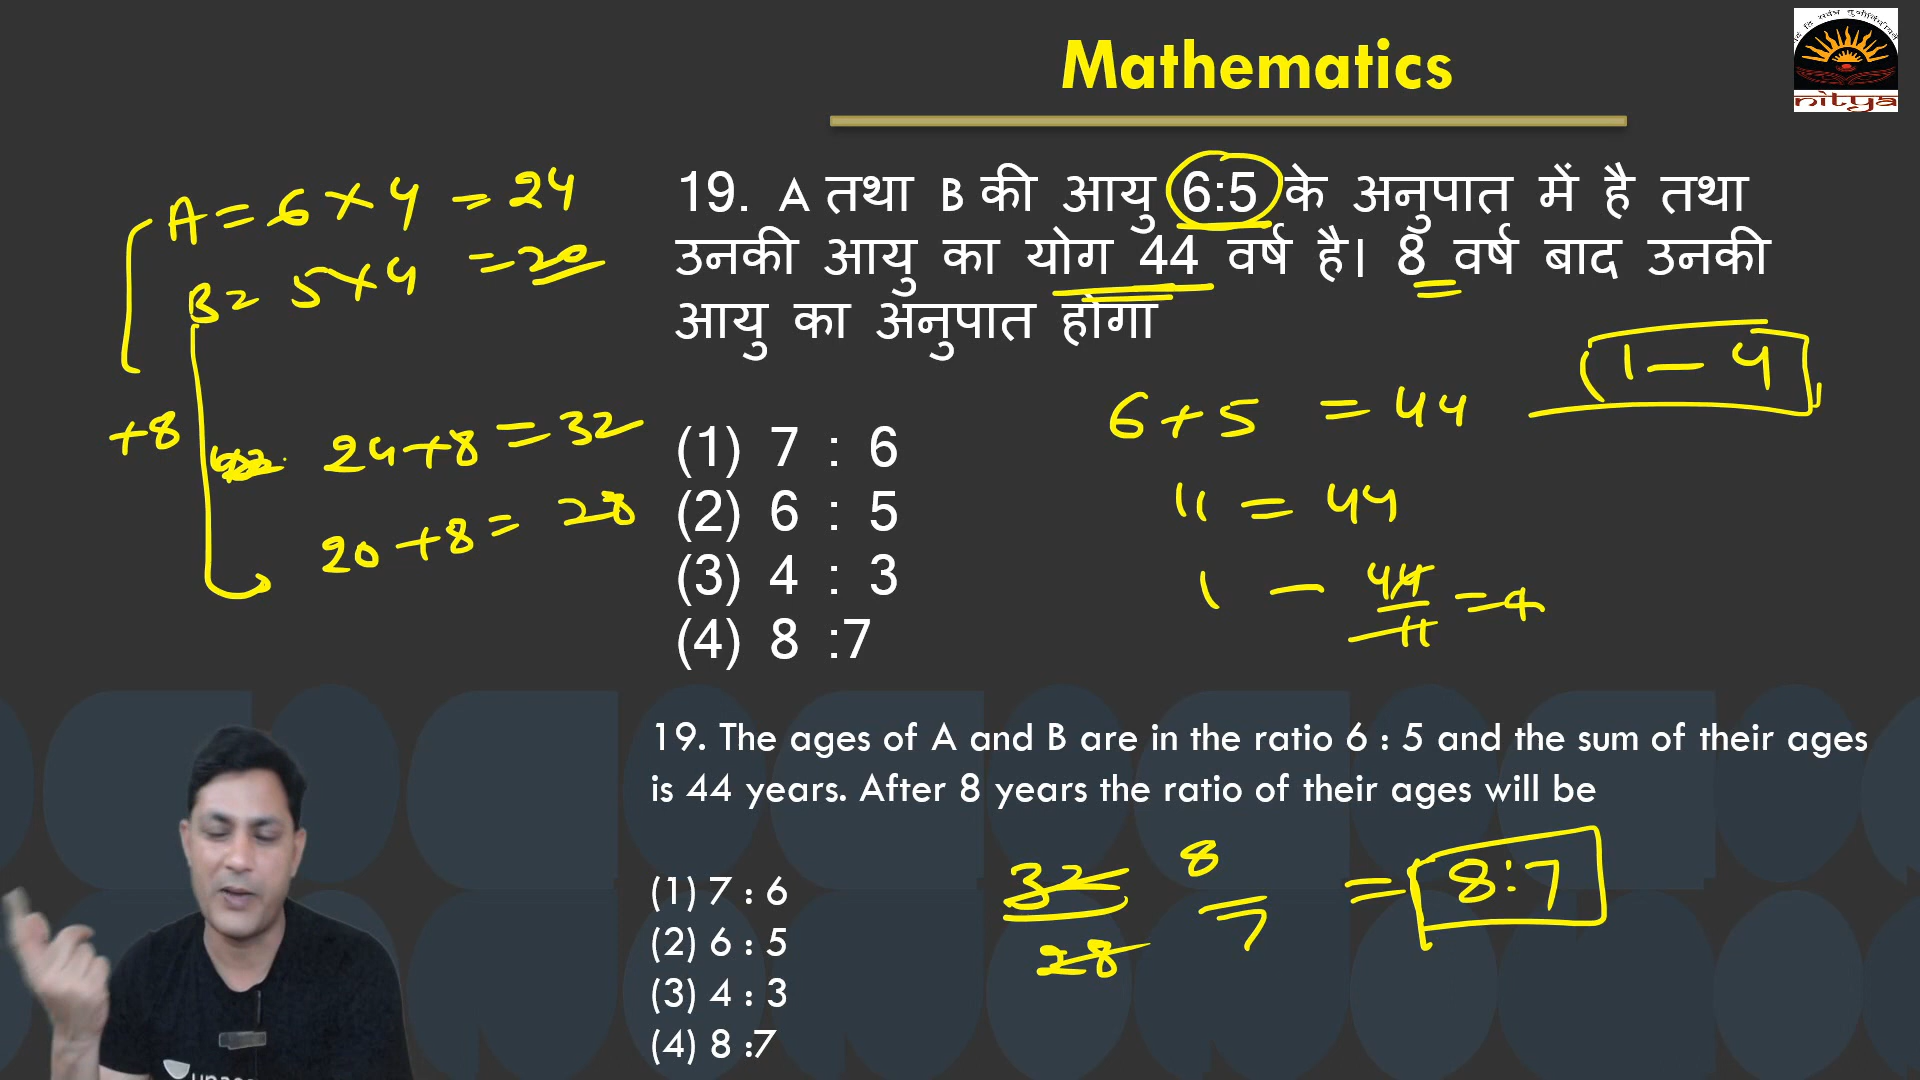 Mathematics
nitya
19. A तथा B की आयु 6:5 के अनुपात में है तथा
उनकी आयु का योग 44 वर्ष है। 8 वर्ष बाद उनकी
आयु का अनुपात होगा
(1) 7 : 6
(2) 6 : 5
(3) 4 : 3
(4) 8 :7
A = 6 × 4 = 24
B = 5 × 4 = 20
+8
24+8 = 32
20+8 = 28
1 — 4
6+5 = 44
11 = 44
1 — 44/11 = 4
19. The ages of A and B are in the ratio 6 : 5 and the sum of their ages
is 44 years. After 8 years the ratio of their ages will be
(1) 7 : 6
(2) 6 : 5
(3) 4 : 3
(4) 8 :7
32/28 8/7 = 8:7